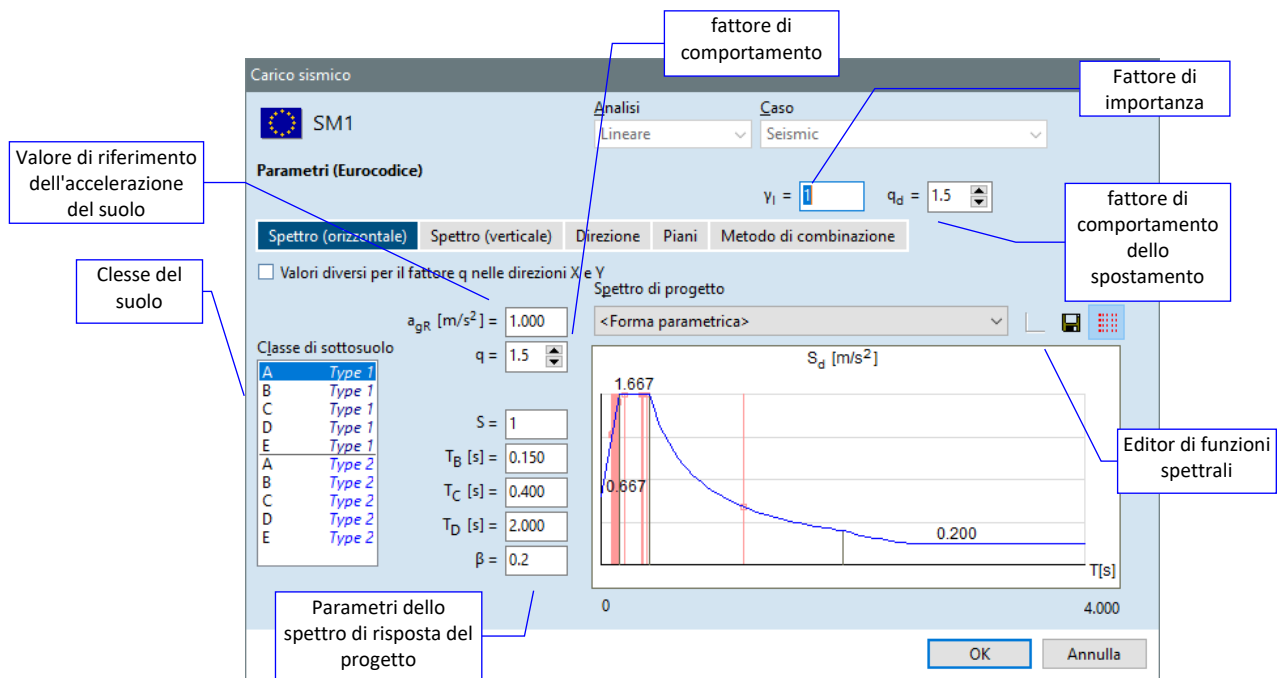 fattore di
comportamento
Carico sismico
Fattore di
importanza
SM1
Analisi
Caso
Lineare
Seismic
Valore di riferimento
dell'accelerazione
del suolo
Parametri (Eurocodice)
γI = 1
qd = 1.5
fattore di
comportamento
dello
spostamento
Spettro (orizzontale)
Spettro (verticale)
Direzione
Piani
Metodo di combinazione
Clesse del
suolo
Valori diversi per il fattore q nelle direzioni X e Y
Spettro di progetto
agR [m/s²] = 1.000
<Forma parametrica>
Classe di sottosuolo
q = 1.5
Sd [m/s²]
A Type 1
B Type 1
C Type 1
D Type 1
E Type 1
A Type 2
B Type 2
C Type 2
D Type 2
E Type 2
S = 1
TB [s] = 0.150
TC [s] = 0.400
TD [s] = 2.000
β = 0.2
1.667
0.667
0.200
T[s]
0
4.000
Editor di funzioni
spettrali
Parametri dello
spettro di risposta del
progetto
OK
Annulla